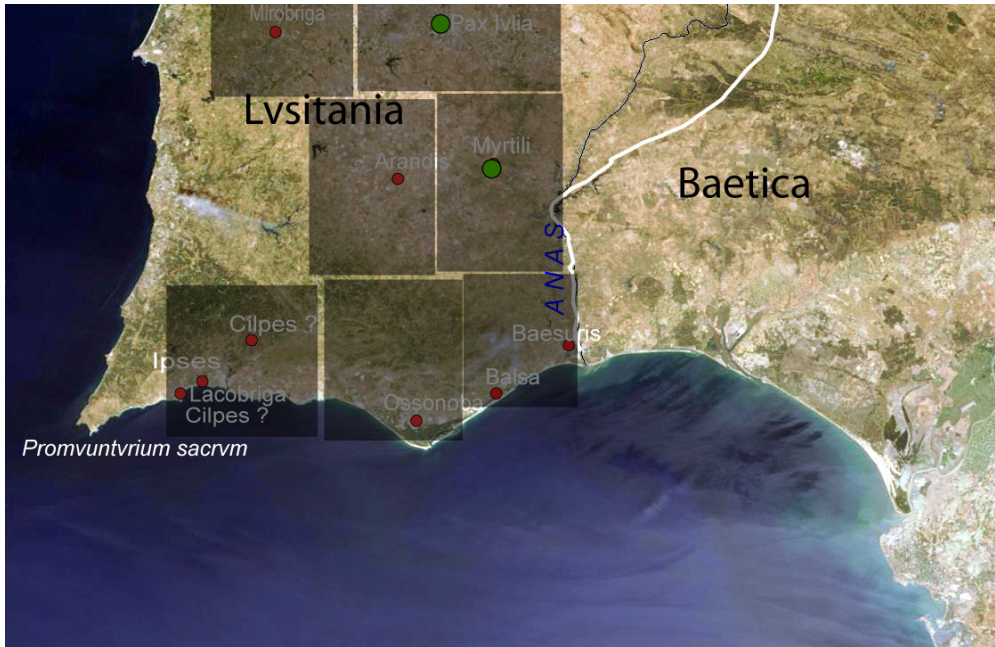 Mirobriga
Pax Ivlia
Lvsitania
Myrtili
Arandis
Baetica
ANAS
Cilpes ?
Baesuris
Ipses
Balsa
Lacobriga
Ossonoba
Cilpes ?
Promvntvrium sacrvm